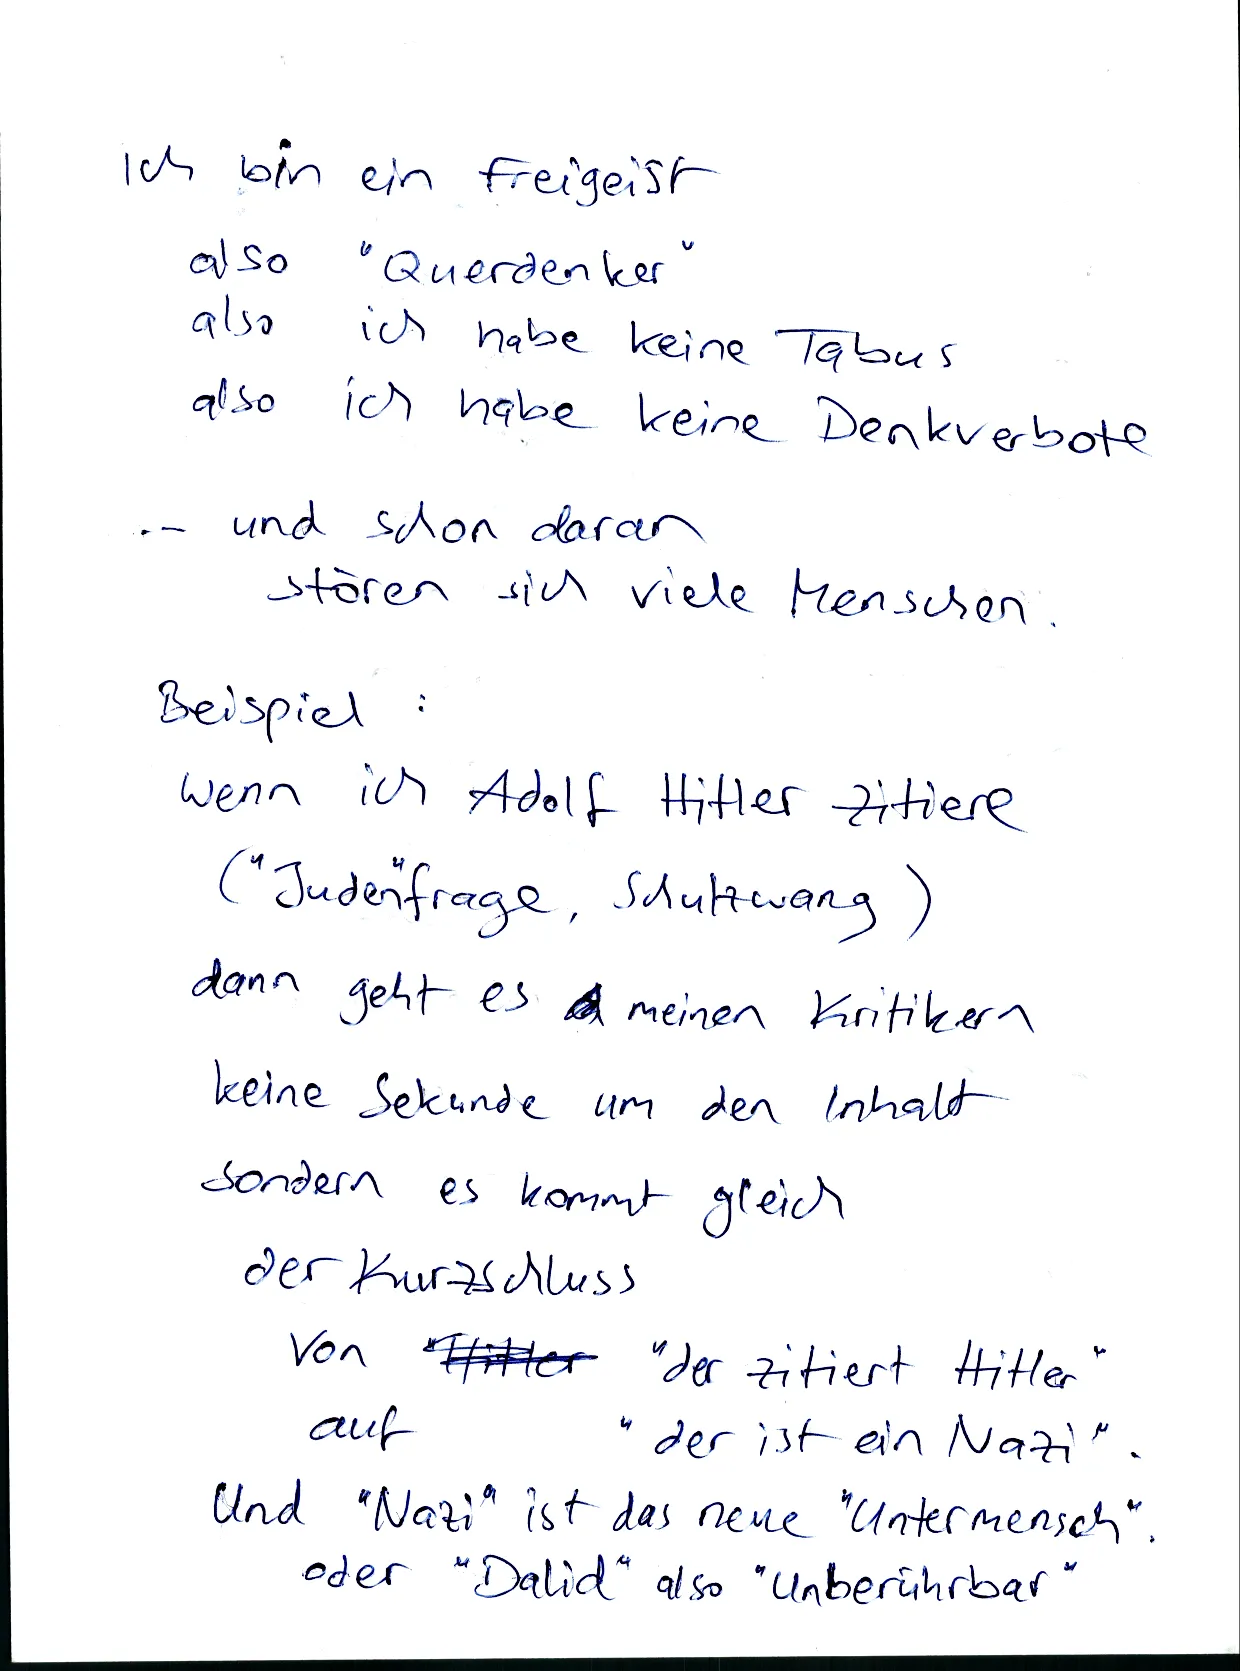 Ich bin ein Freigeist
also "Querdenker"
also ich habe keine Tabus
also ich habe keine Denkverbote
... und schon daran
stören sich viele Menschen.
Beispiel :
wenn ich Adolf Hitler zitiere
("Juden"frage, Schulzwang)
dann geht es meinen Kritikern
keine Sekunde um den Inhalt
sondern es kommt gleich
der Kurzschluss
von "Hitler "der zitiert Hitler"
auf "der ist ein Nazi".
Und "Nazi" ist das neue "Untermensch".
oder "Dalid" also "Unberührbar"